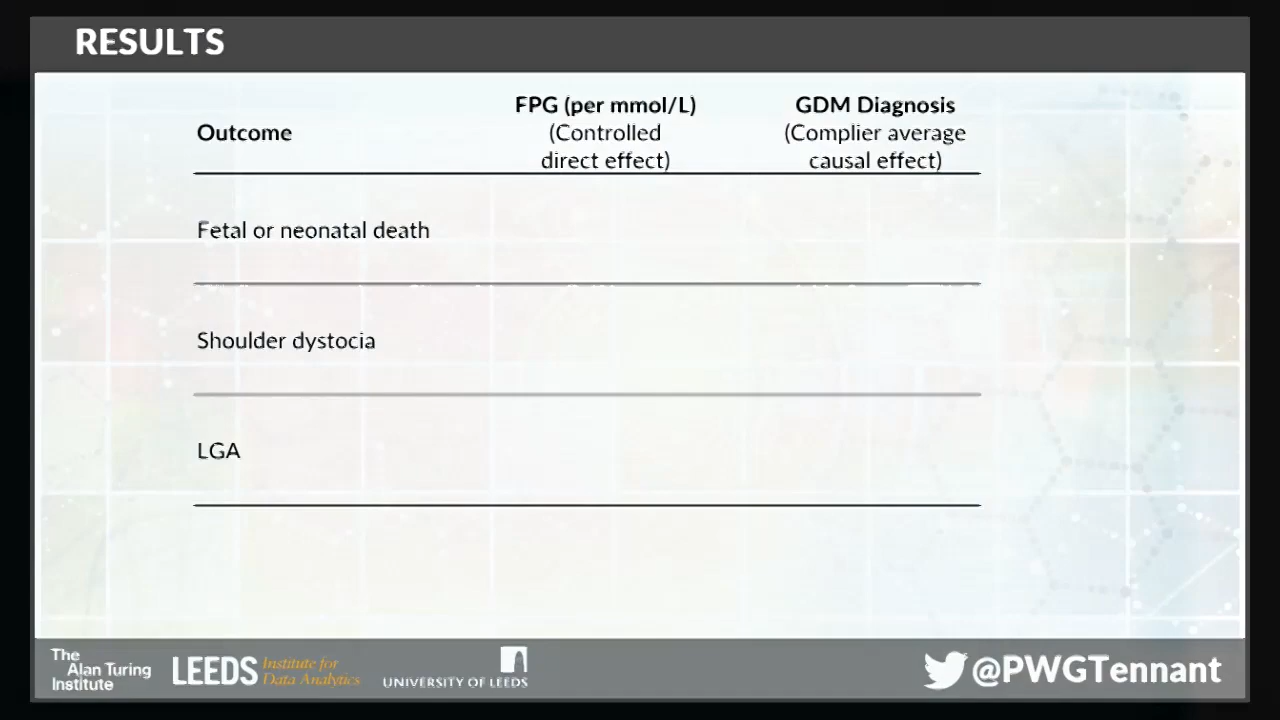 RESULTS
Outcome
FPG (per mmol/L)
(Controlled
direct effect)
GDM Diagnosis
(Complier average
causal effect)
Fetal or neonatal death
Shoulder dystocia
LGA
The
Alan Turing
Institute
LEEDS Institute for
Data Analytics
UNIVERSITY OF LEEDS
@PWGTennant